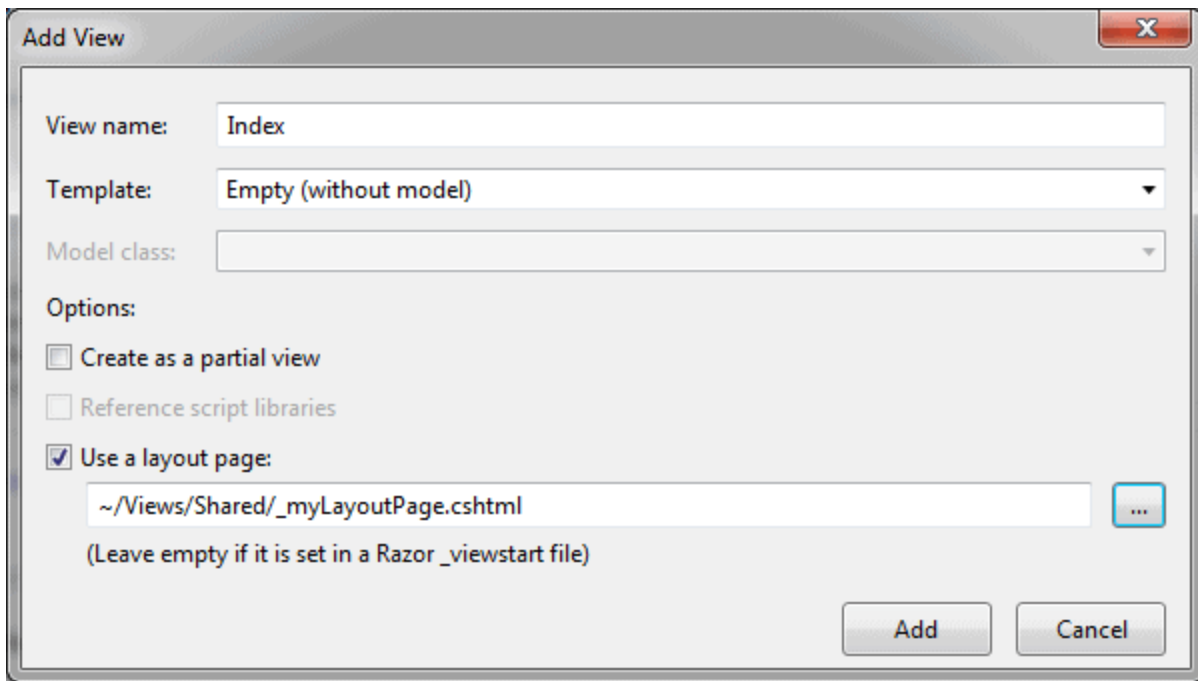 Add View
View name: Index
Template: Empty (without model)
Model class:
Options:
Create as a partial view
Reference script libraries
Use a layout page:
~/Views/Shared/_myLayoutPage.cshtml ...
(Leave empty if it is set in a Razor _viewstart file)
Add Cancel